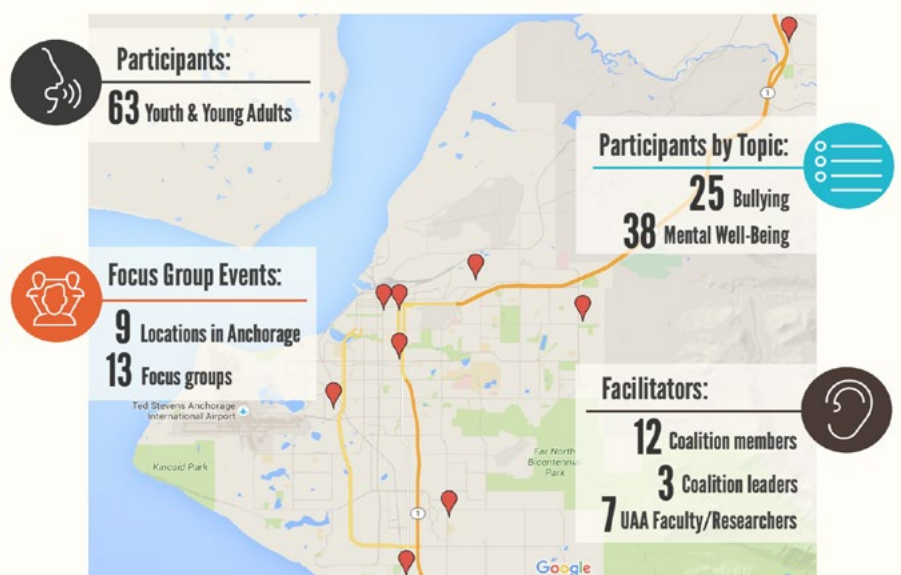 Participants:
63 Youth & Young Adults
1
Participants by Topic:
25 Bullying
38 Mental Well-Being
Focus Group Events:
9 Locations in Anchorage
13 Focus groups
Ted Stevens Anchorage
International Airport
Kincaid Park
Far North
Bicentennial
Park
1
Facilitators:
12 Coalition members
3 Coalition leaders
7 UAA Faculty/Researchers
Google